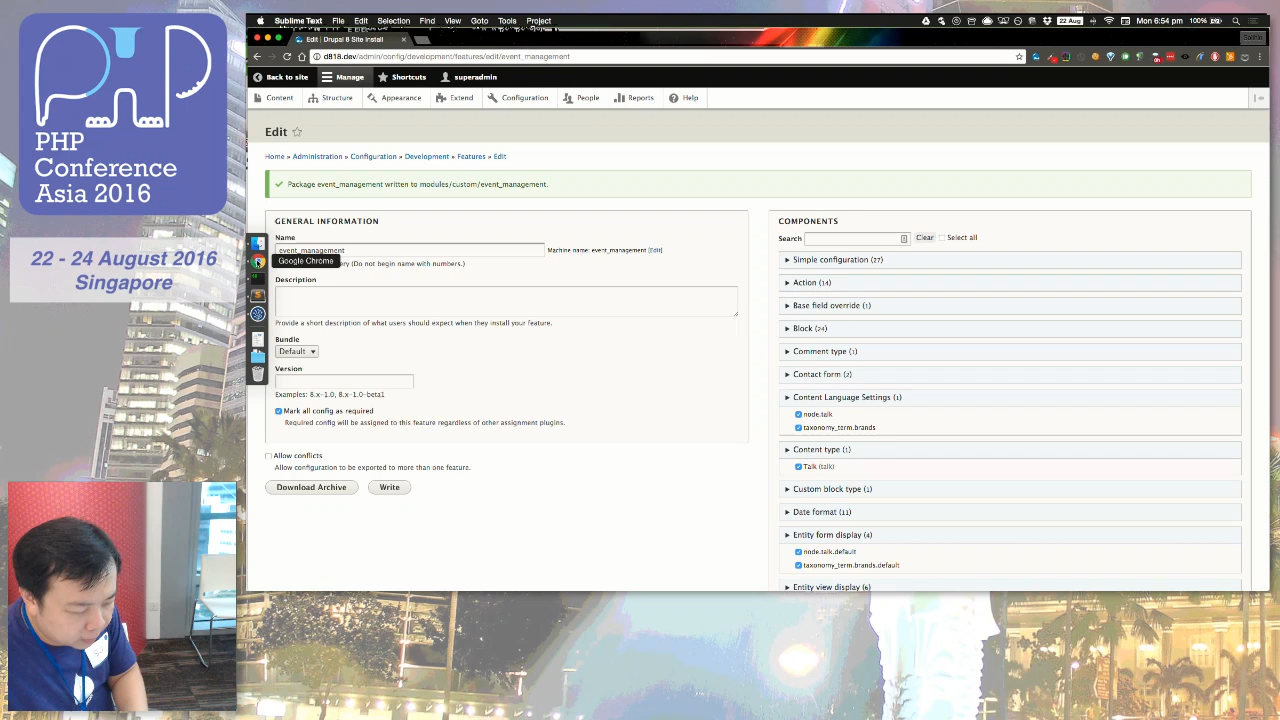 PHP
Conference
Asia 2016
22 - 24 August 2016
Singapore
Sublime Text File Edit Selection Find View Goto Tools Project
22 Aug
Mon 6:54 pm 100%
Edit | Drupal 8 Site Install
d818.dev/admin/config/development/features/edit/event_management
Back to site Manage Shortcuts superadmin
Content Structure Appearance Extend Configuration People Reports Help
Edit
Home » Administration » Configuration » Development » Features » Edit
Package event_management written to modules/custom/event_management.
GENERAL INFORMATION
Name
event_management
Machine name: event_management [Edit]
Google Chrome
(Do not begin name with numbers.)
Description
Provide a short description of what users should expect when they install your feature.
Bundle
Default
Version
Examples: 8.x-1.0, 8.x-1.0-beta1
Mark all config as required
Required config will be assigned to this feature regardless of other assignment plugins.
Allow conflicts
Allow configuration to be exported to more than one feature.
Download Archive Write
COMPONENTS
Search Clear Select all
Simple configuration (27)
Action (14)
Base field override (1)
Block (24)
Comment type (1)
Contact form (2)
Content Language Settings (1)
node.talk
taxonomy_term.brands
Content type (1)
Talk (talk)
Custom block type (1)
Date format (11)
Entity form display (4)
node.talk.default
taxonomy_term.brands.default
Entity view display (6)